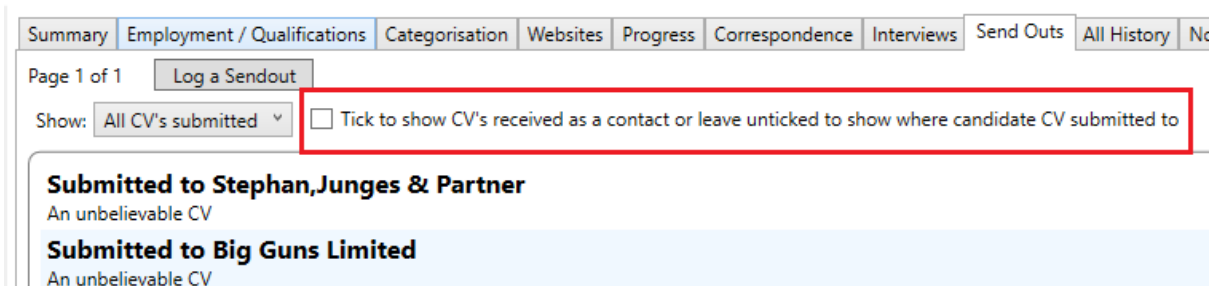 Summary Employment / Qualifications Categorisation Websites Progress Correspondence Interviews Send Outs All History
Page 1 of 1 Log a Sendout
Show: All CV's submitted Tick to show CV's received as a contact or leave unticked to show where candidate CV submitted to
Submitted to Stephan,Junges & Partner
An unbelievable CV
Submitted to Big Guns Limited
An unbelievable CV